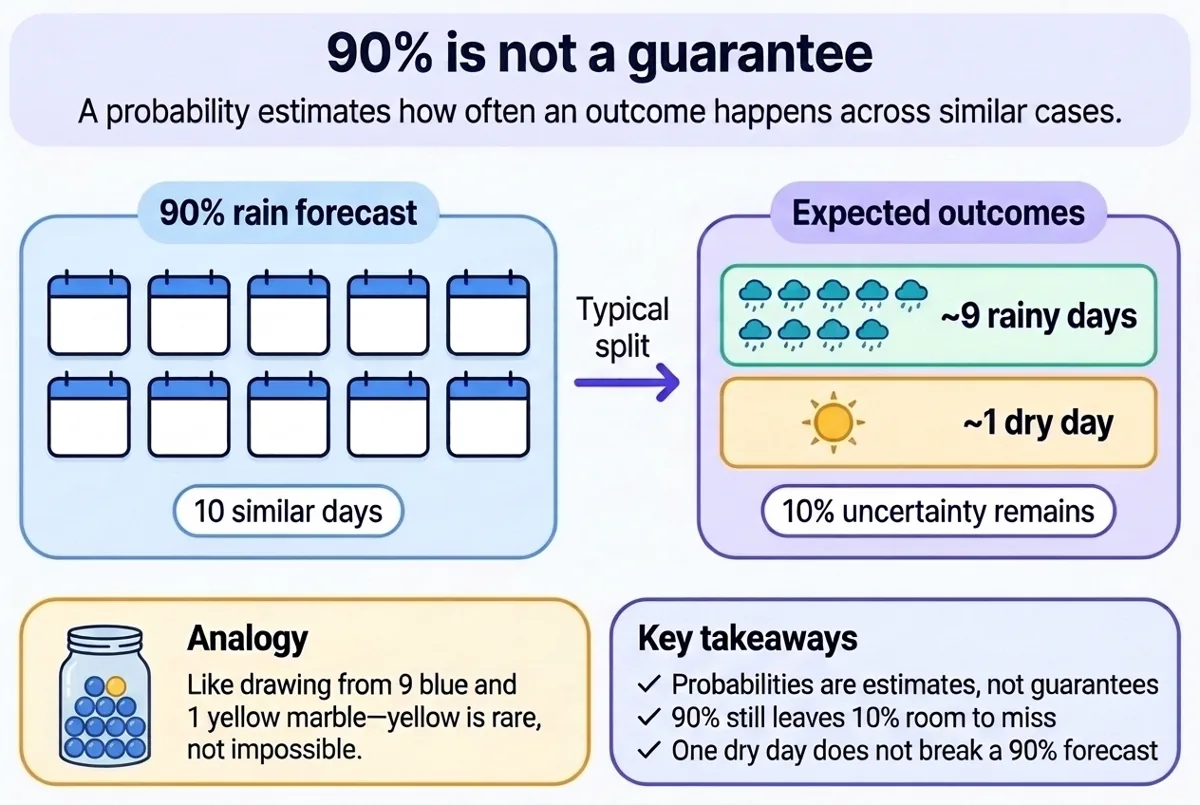 90% is not a guarantee
A probability estimates how often an outcome happens across similar cases.
90% rain forecast
10 similar days
Typical
split
Expected outcomes
~9 rainy days
~1 dry day
10% uncertainty remains
Analogy
Like drawing from 9 blue and
1 yellow marble—yellow is rare,
not impossible.
Key takeaways
✓ Probabilities are estimates, not guarantees
✓ 90% still leaves 10% room to miss
✓ One dry day does not break a 90% forecast